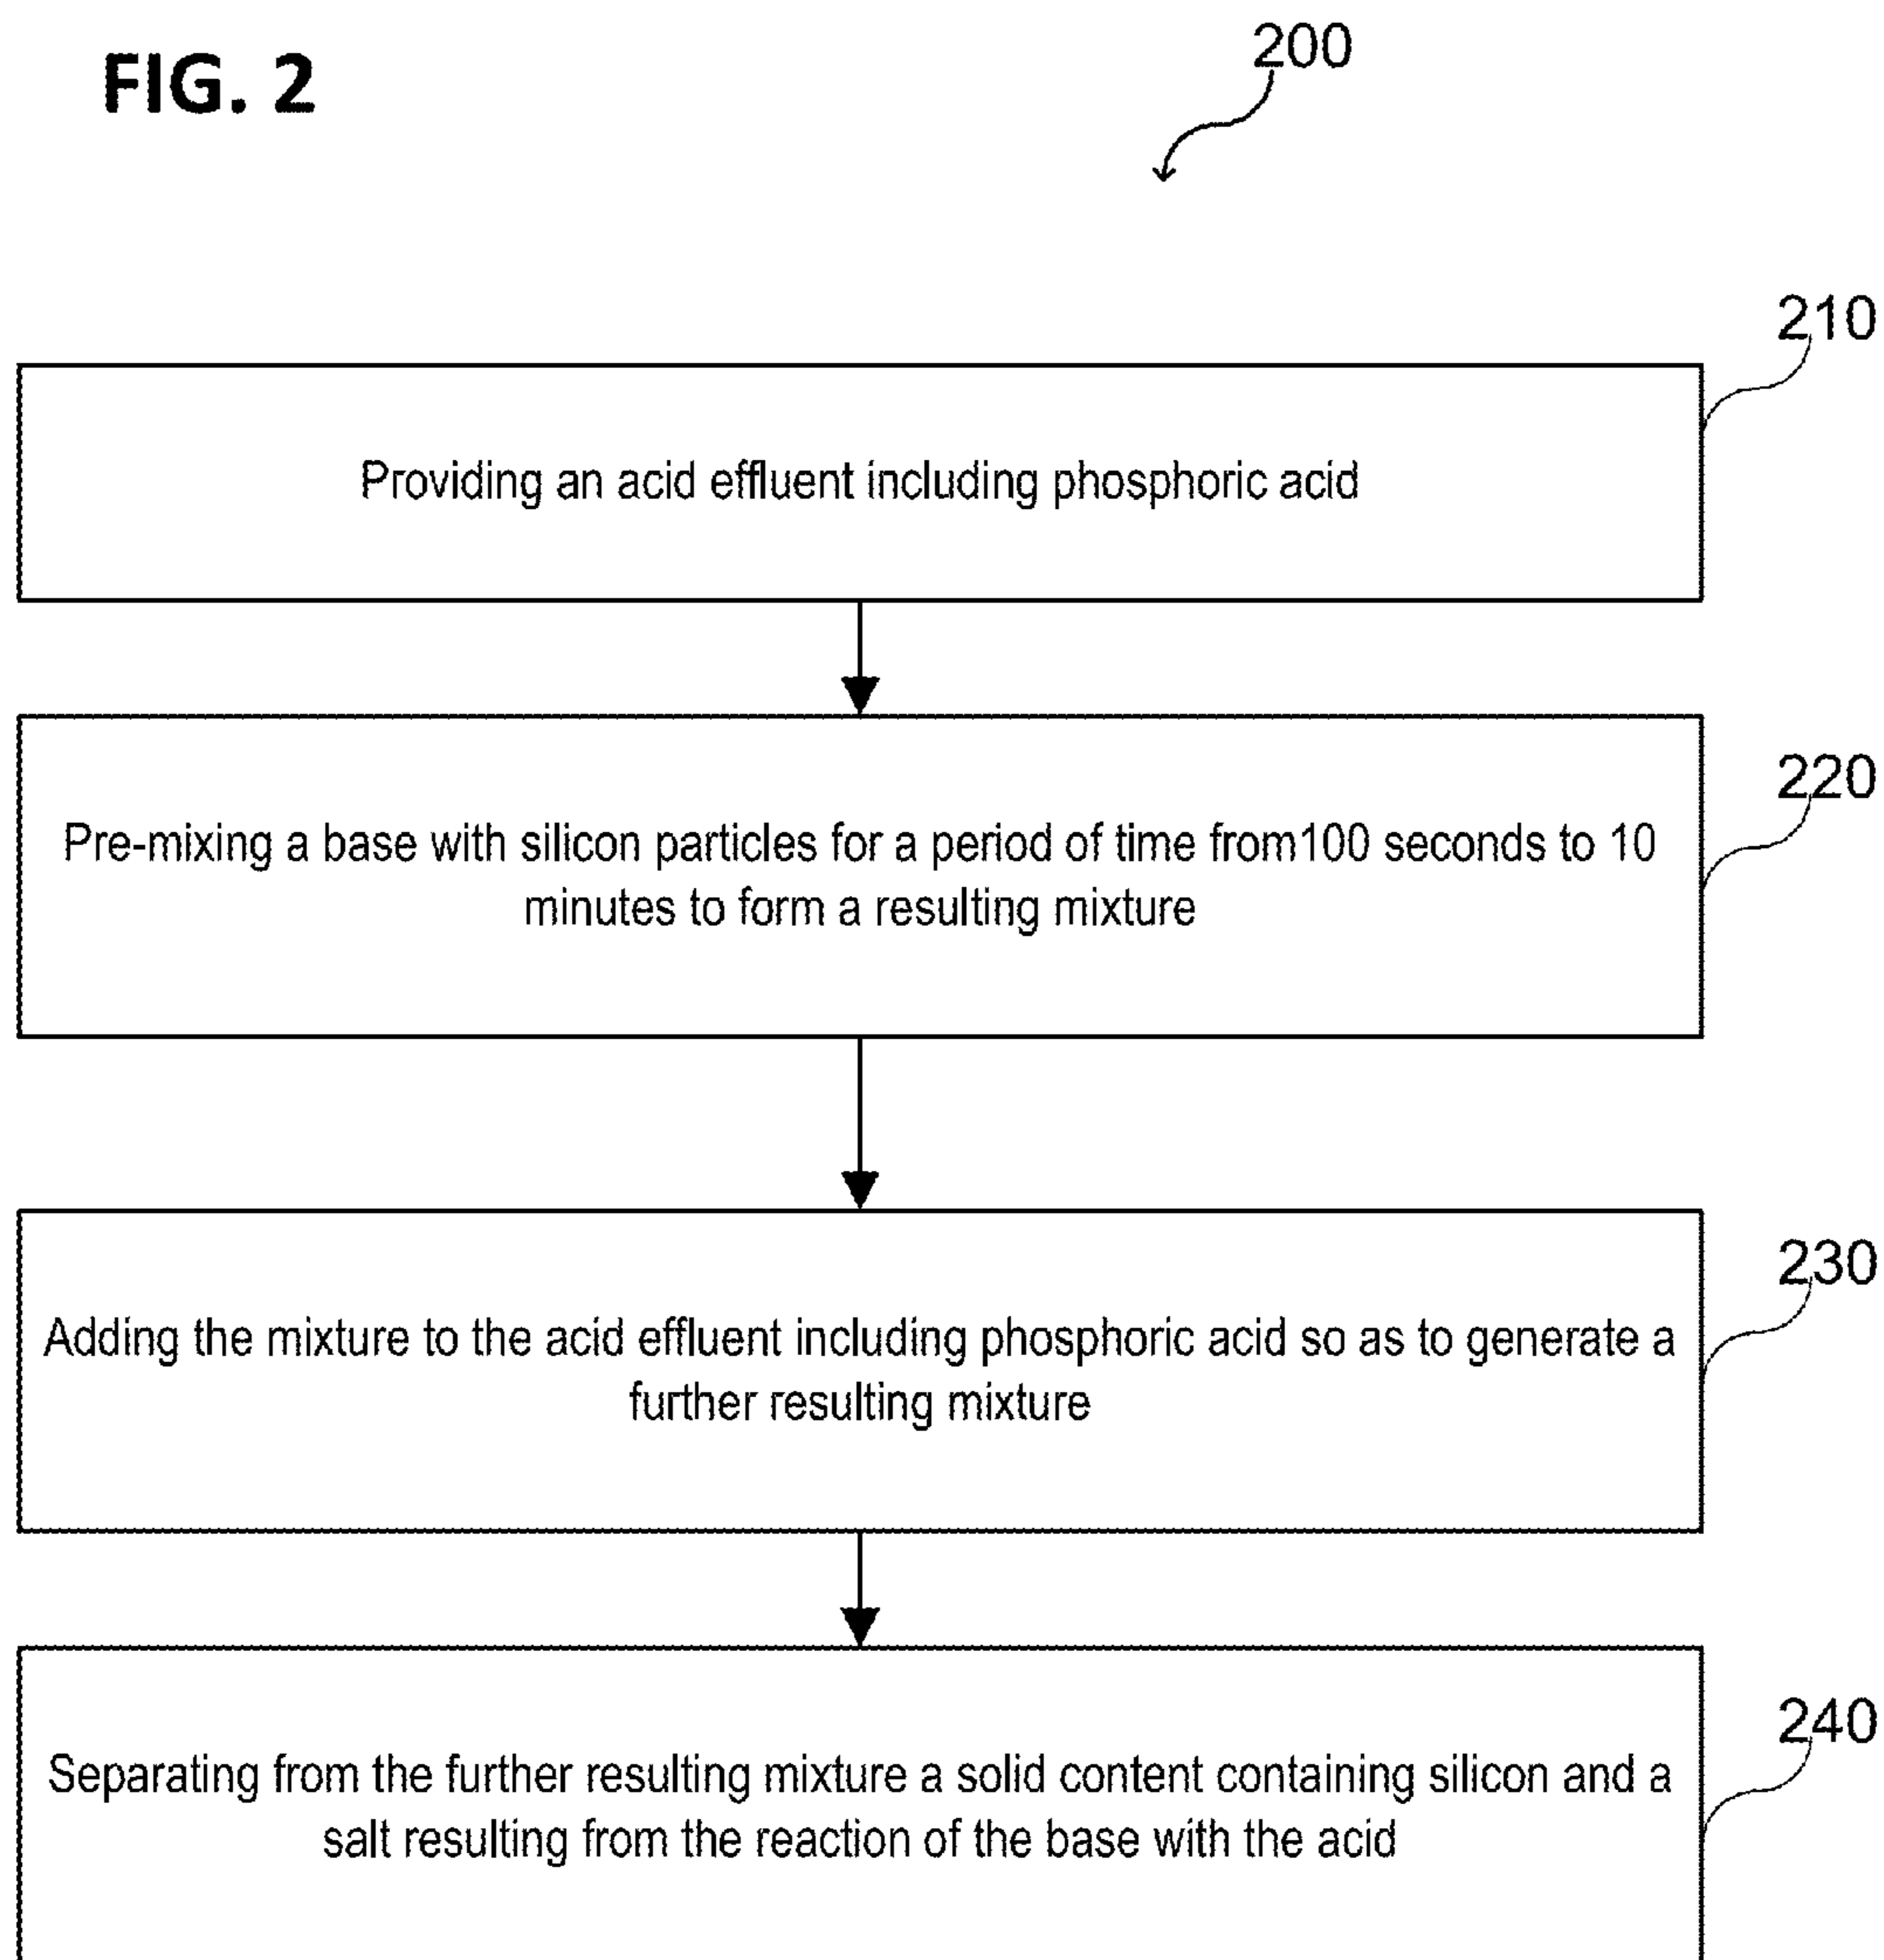 FIG. 2
200
210
Providing an acid effluent including phosphoric acid
220
Pre-mixing a base with silicon particles for a period of time from100 seconds to 10
minutes to form a resulting mixture
230
Adding the mixture to the acid effluent including phosphoric acid so as to generate a
further resulting mixture
240
Separating from the further resulting mixture a solid content containing silicon and a
salt resulting from the reaction of the base with the acid